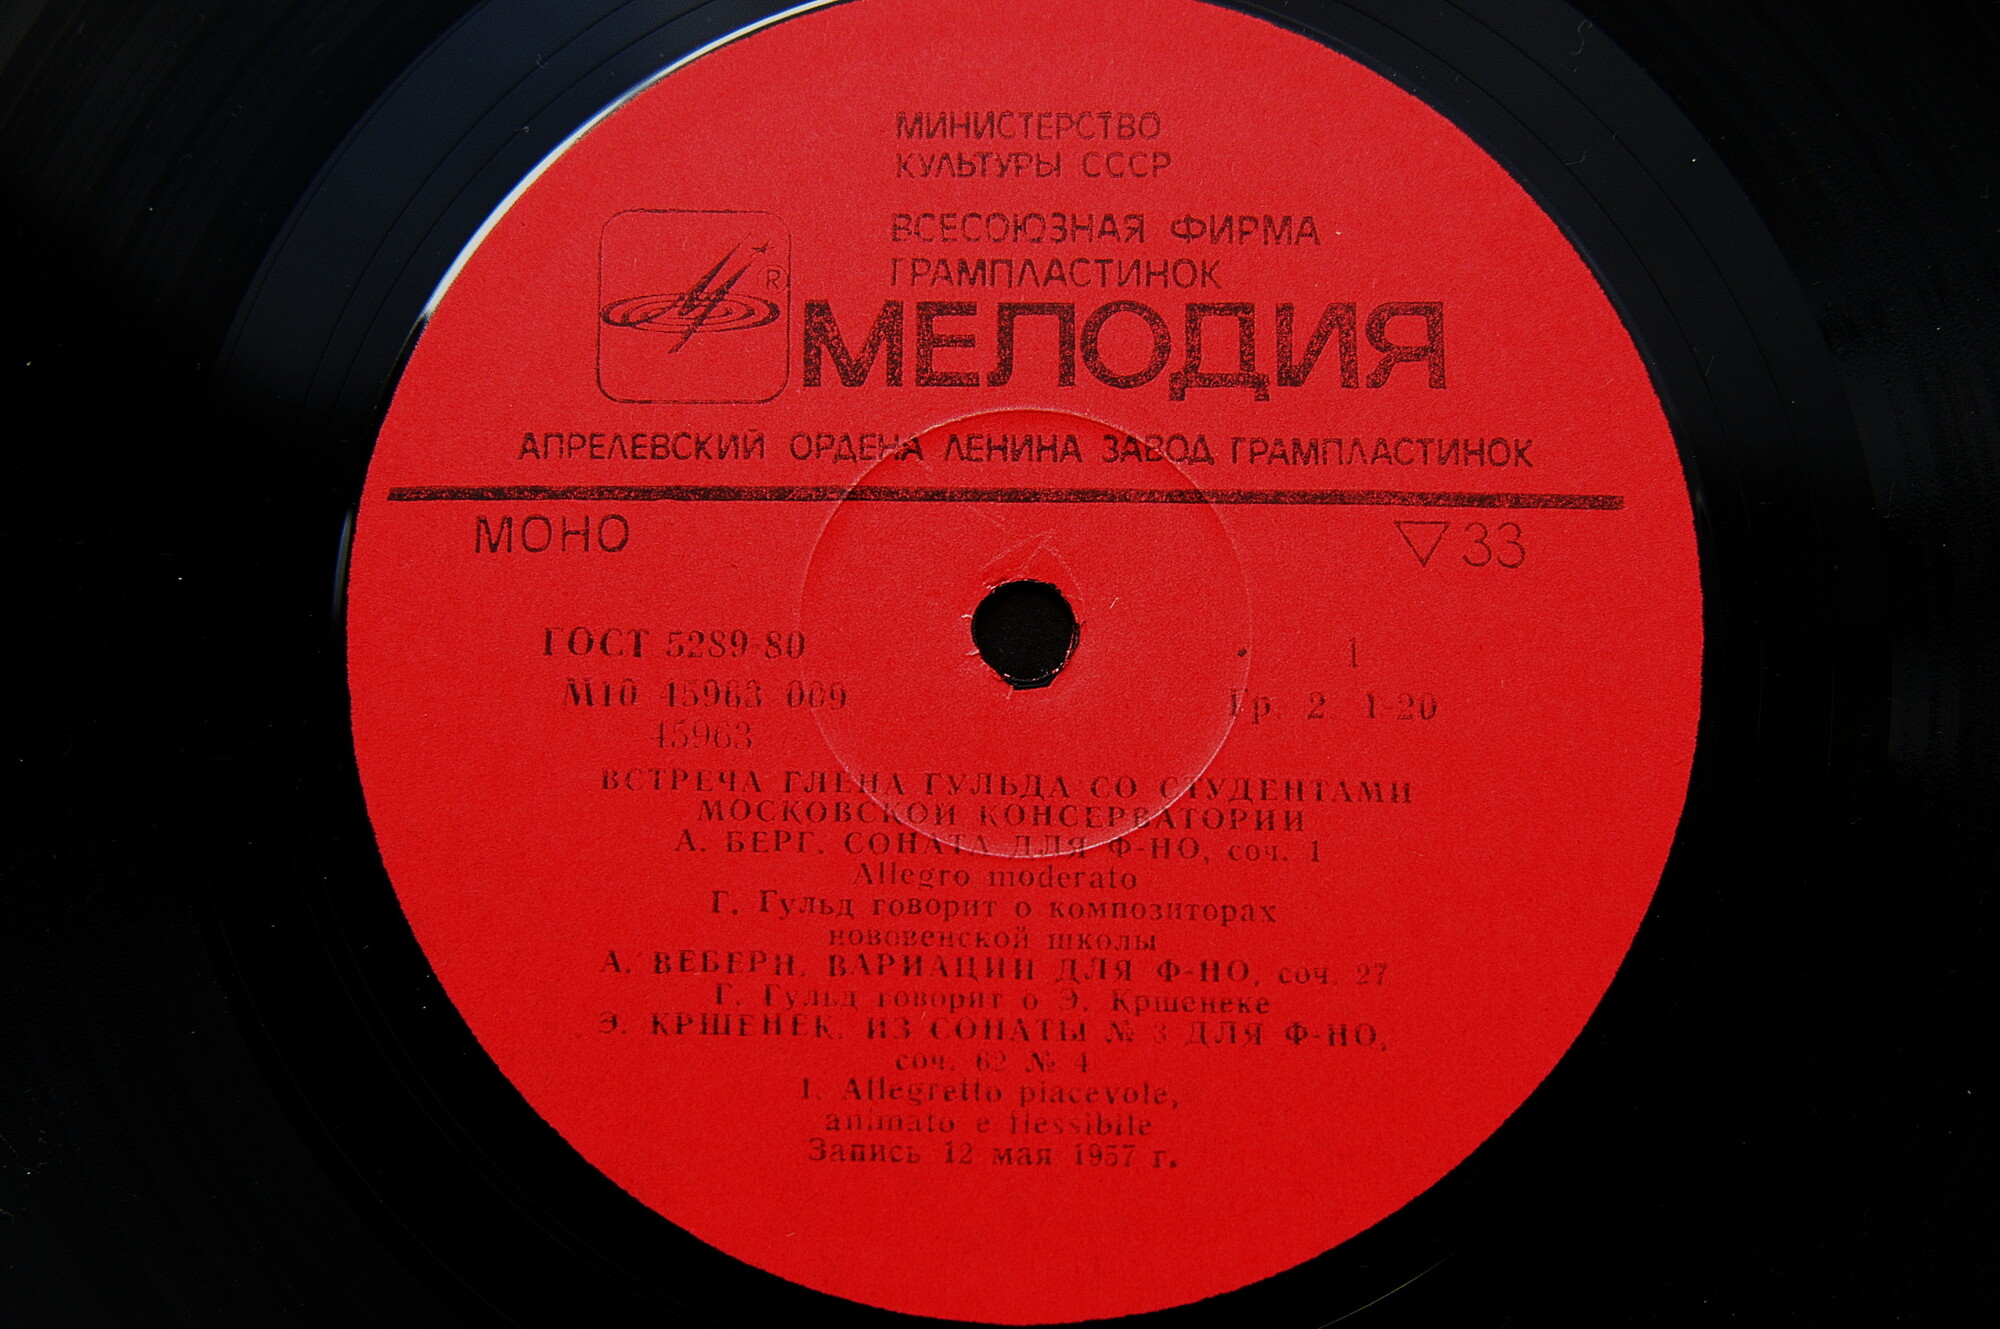 МИНИСТЕРСТВО
КУЛЬТУРЫ СССР
ВСЕСОЮЗНАЯ ФИРМА
ГРАМПЛАСТИНОК
R
МЕЛОДИЯ
АПРЕЛЕВСКИЙ ОРДЕНА ЛЕНИНА ЗАВОД ГРАМПЛАСТИНОК
МОНО
▽33
ГОСТ 5289-80
1
М10 45963 009
Гр. 2 1-20
45963
ВСТРЕЧА ГЛЕНА ГУЛЬДА СО СТУДЕНТАМИ
МОСКОВСКОЙ КОНСЕРВАТОРИИ
А. БЕРГ. СОНАТА ДЛЯ Ф-НО, соч. 1
Allegro moderato
Г. Гульд говорит о композиторах
нововенской школы
А. ВЕБЕРН. ВАРИАЦИИ ДЛЯ Ф-НО, соч. 27
Г. Гульд говорит о Э. Кршенеке
Э. КРШЕНЕК. ИЗ СОНАТЫ № 3 ДЛЯ Ф-НО,
соч. 62 № 4
1. Allegretto piacevole,
animato e flessibile
Запись 12 мая 1957 г.